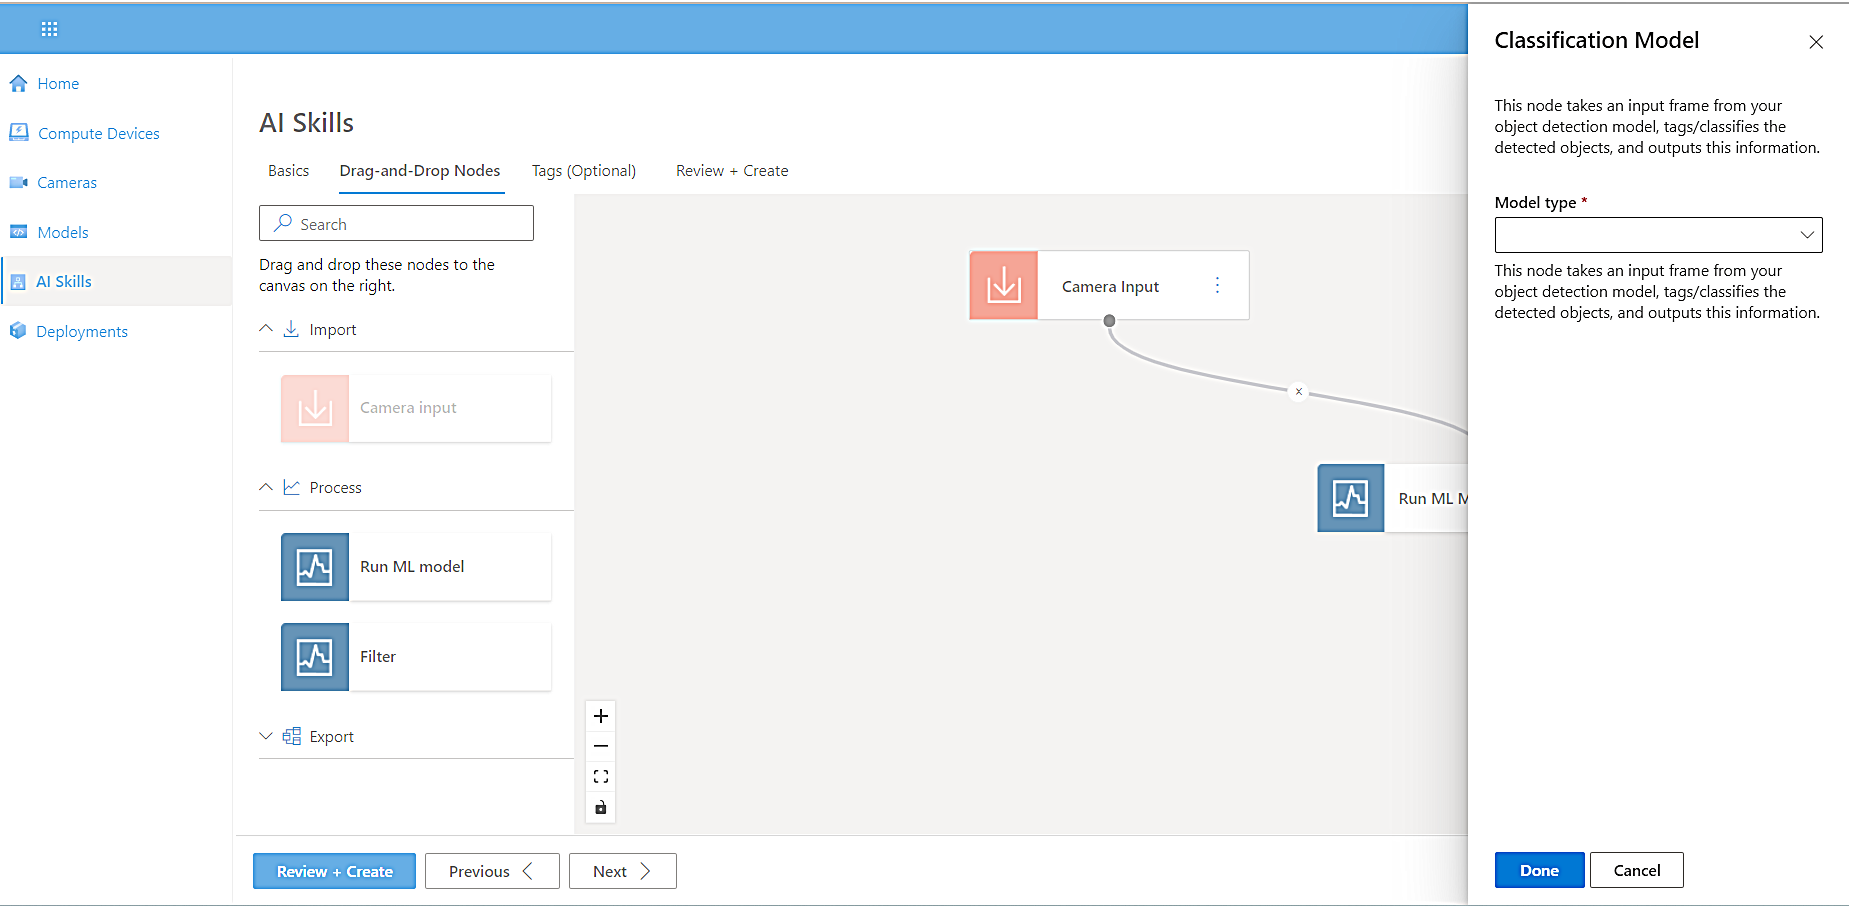 Home
Compute Devices
Cameras
Models
AI Skills
Deployments
AI Skills
Basics
Drag-and-Drop Nodes
Tags (Optional)
Review + Create
Search
Drag and drop these nodes to the
canvas on the right.
Import
Camera input
Process
Run ML model
Filter
Export
Camera Input
Run ML M
Review + Create
Previous
Next
Classification Model
This node takes an input frame from your
object detection model, tags/classifies the
detected objects, and outputs this information.
Model type *
This node takes an input frame from your
object detection model, tags/classifies the
detected objects, and outputs this information.
Done
Cancel